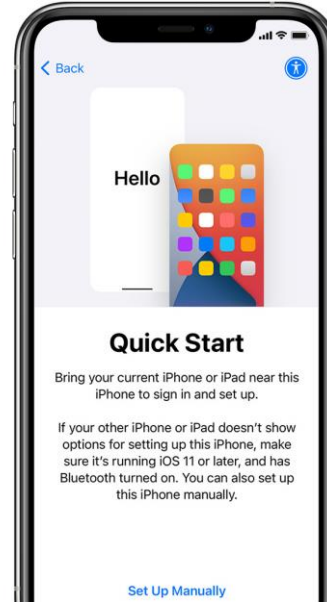 Back
Hello
Quick Start
Bring your current iPhone or iPad near this
iPhone to sign in and set up.
If your other iPhone or iPad doesn’t show
options for setting up this iPhone, make
sure it’s running iOS 11 or later, and has
Bluetooth turned on. You can also set up
this iPhone manually.
Set Up Manually